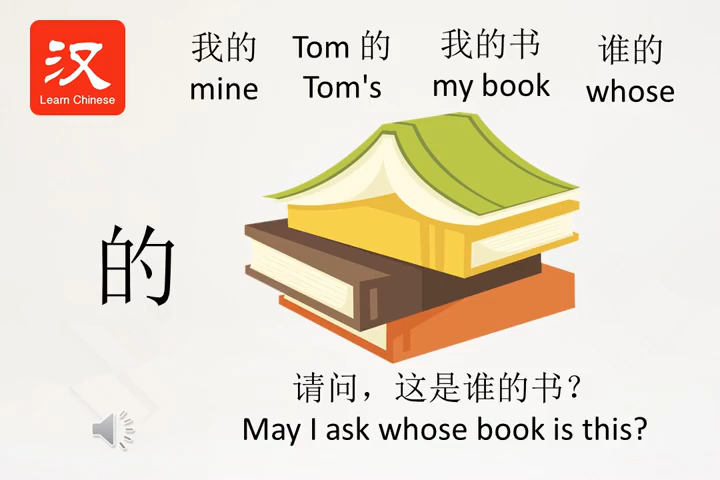 汉
Learn Chinese
我的
mine
Tom 的
Tom's
我的书
my book
谁的
whose
的
请问，这是谁的书？
May I ask whose book is this?